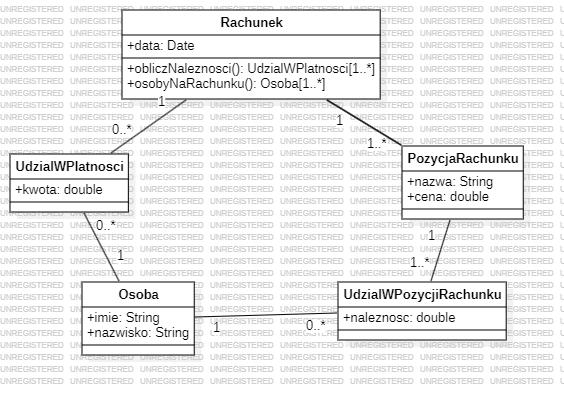 Rachunek
+data: Date
+obliczNaleznosci(): UdzialWPlatnosci[1..*]
+osobyNaRachunku(): Osoba[1..*]
1
1
0..*
1..*
UdzialWPlatnosci
+kwota: double
PozycjaRachunku
+nazwa: String
+cena: double
0..*
1
1
1..*
Osoba
+imie: String
+nazwisko: String
UdzialWPozycjiRachunku
+naleznosc: double
1
0..*
UNREGISTERED